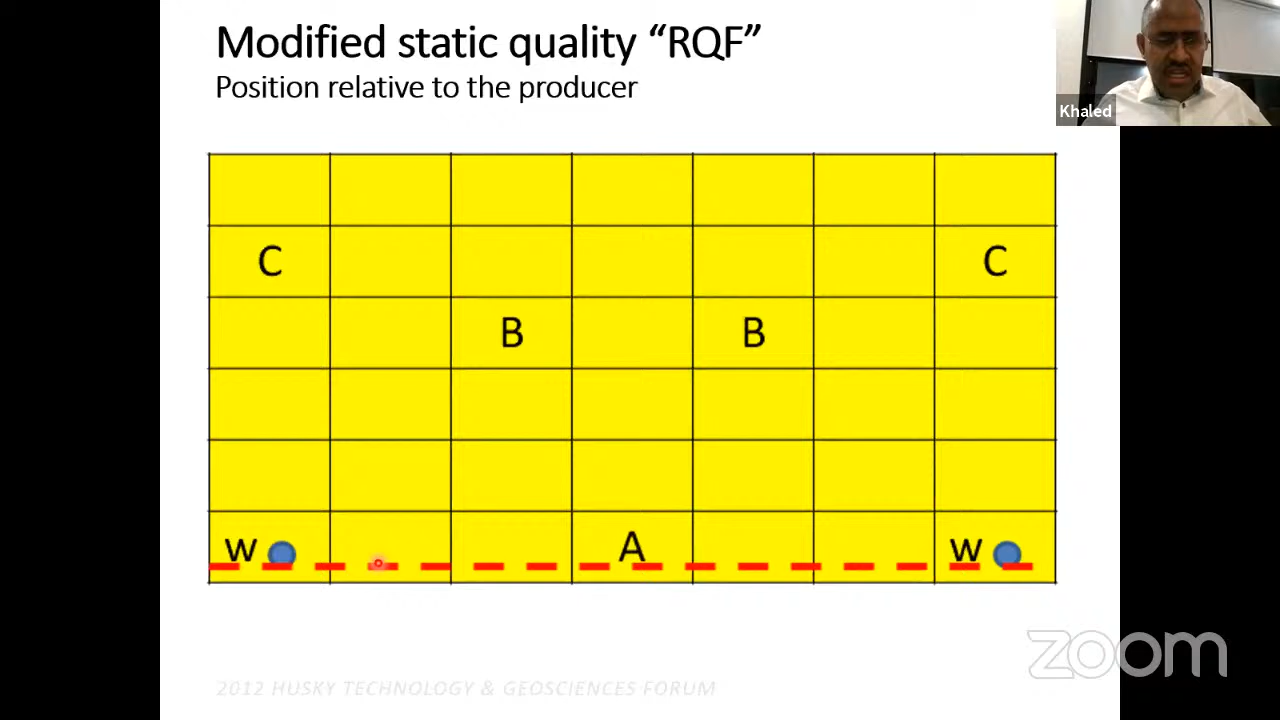 Modified static quality “RQF”
Position relative to the producer
Khaled
C C
B B
W A W
2012 HUSKY TECHNOLOGY & GEOSCIENCES FORUM
zoom